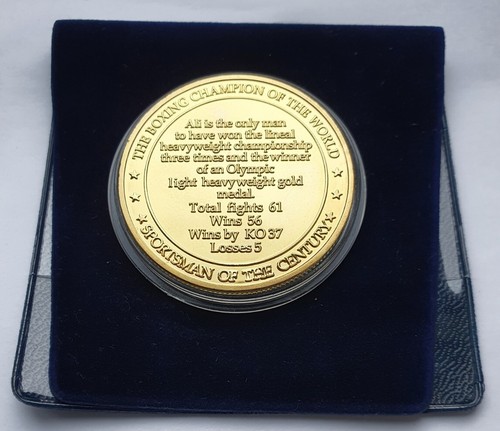 THE BOXING CHAMPION OF THE WORLD
Ali is the only man
to have won the lineal
heavyweight championship
three times and the winner
of an Olympic
light heavyweight gold
medal.
Total fights 61
Wins 56
Wins by KO 37
Losses 5
SPORTSMAN OF THE CENTURY